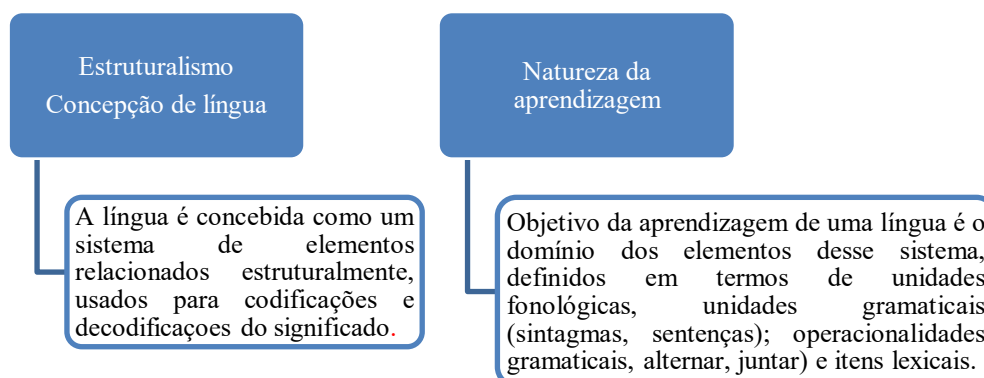 Estruturalismo
Concepção de língua
A língua é concebida como um
sistema de elementos
relacionados estruturalmente,
usados para codificações e
decodificaçoes do significado.
Natureza da
aprendizagem
Objetivo da aprendizagem de uma língua é o
domínio dos elementos desse sistema,
definidos em termos de unidades
fonológicas, unidades gramaticais
(sintagmas, sentenças); operacionalidades
gramaticais, alternar, juntar) e itens lexicais.